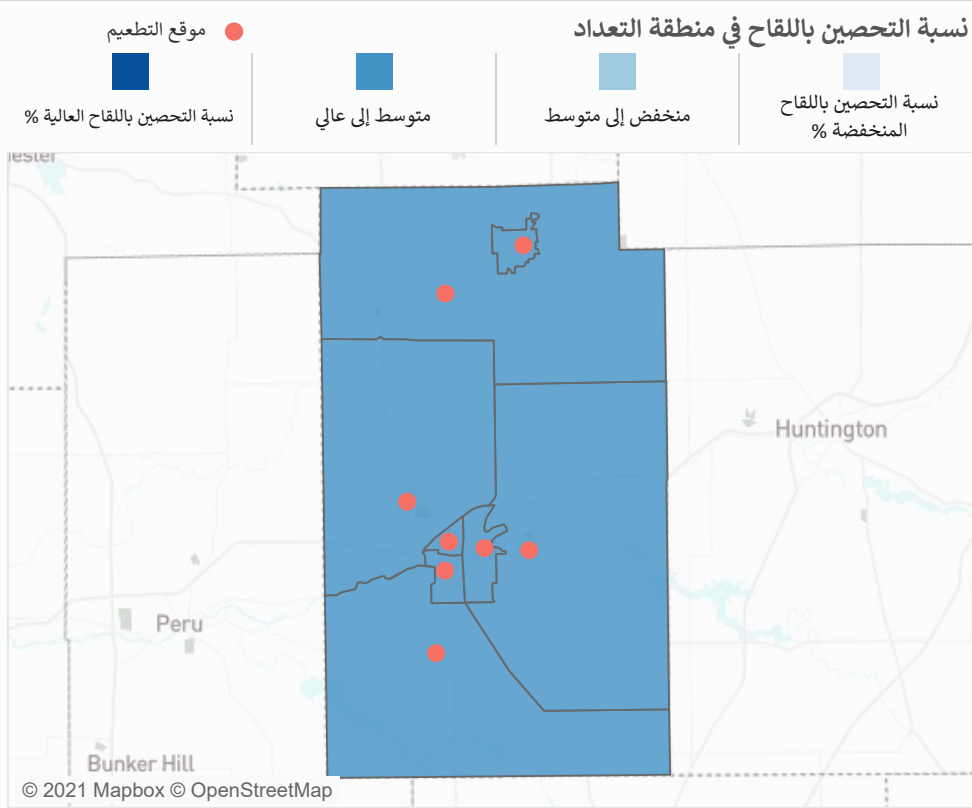 نسبة التحصين باللقاح في منطقة التعداد
موقع التطعيم
نسبة التحصين باللقاح
المنخفضة %
منخفض إلى متوسط
متوسط إلى عالي
نسبة التحصين باللقاح العالية %
Huntington
Peru
Bunker Hill
© 2021 Mapbox © OpenStreetMap